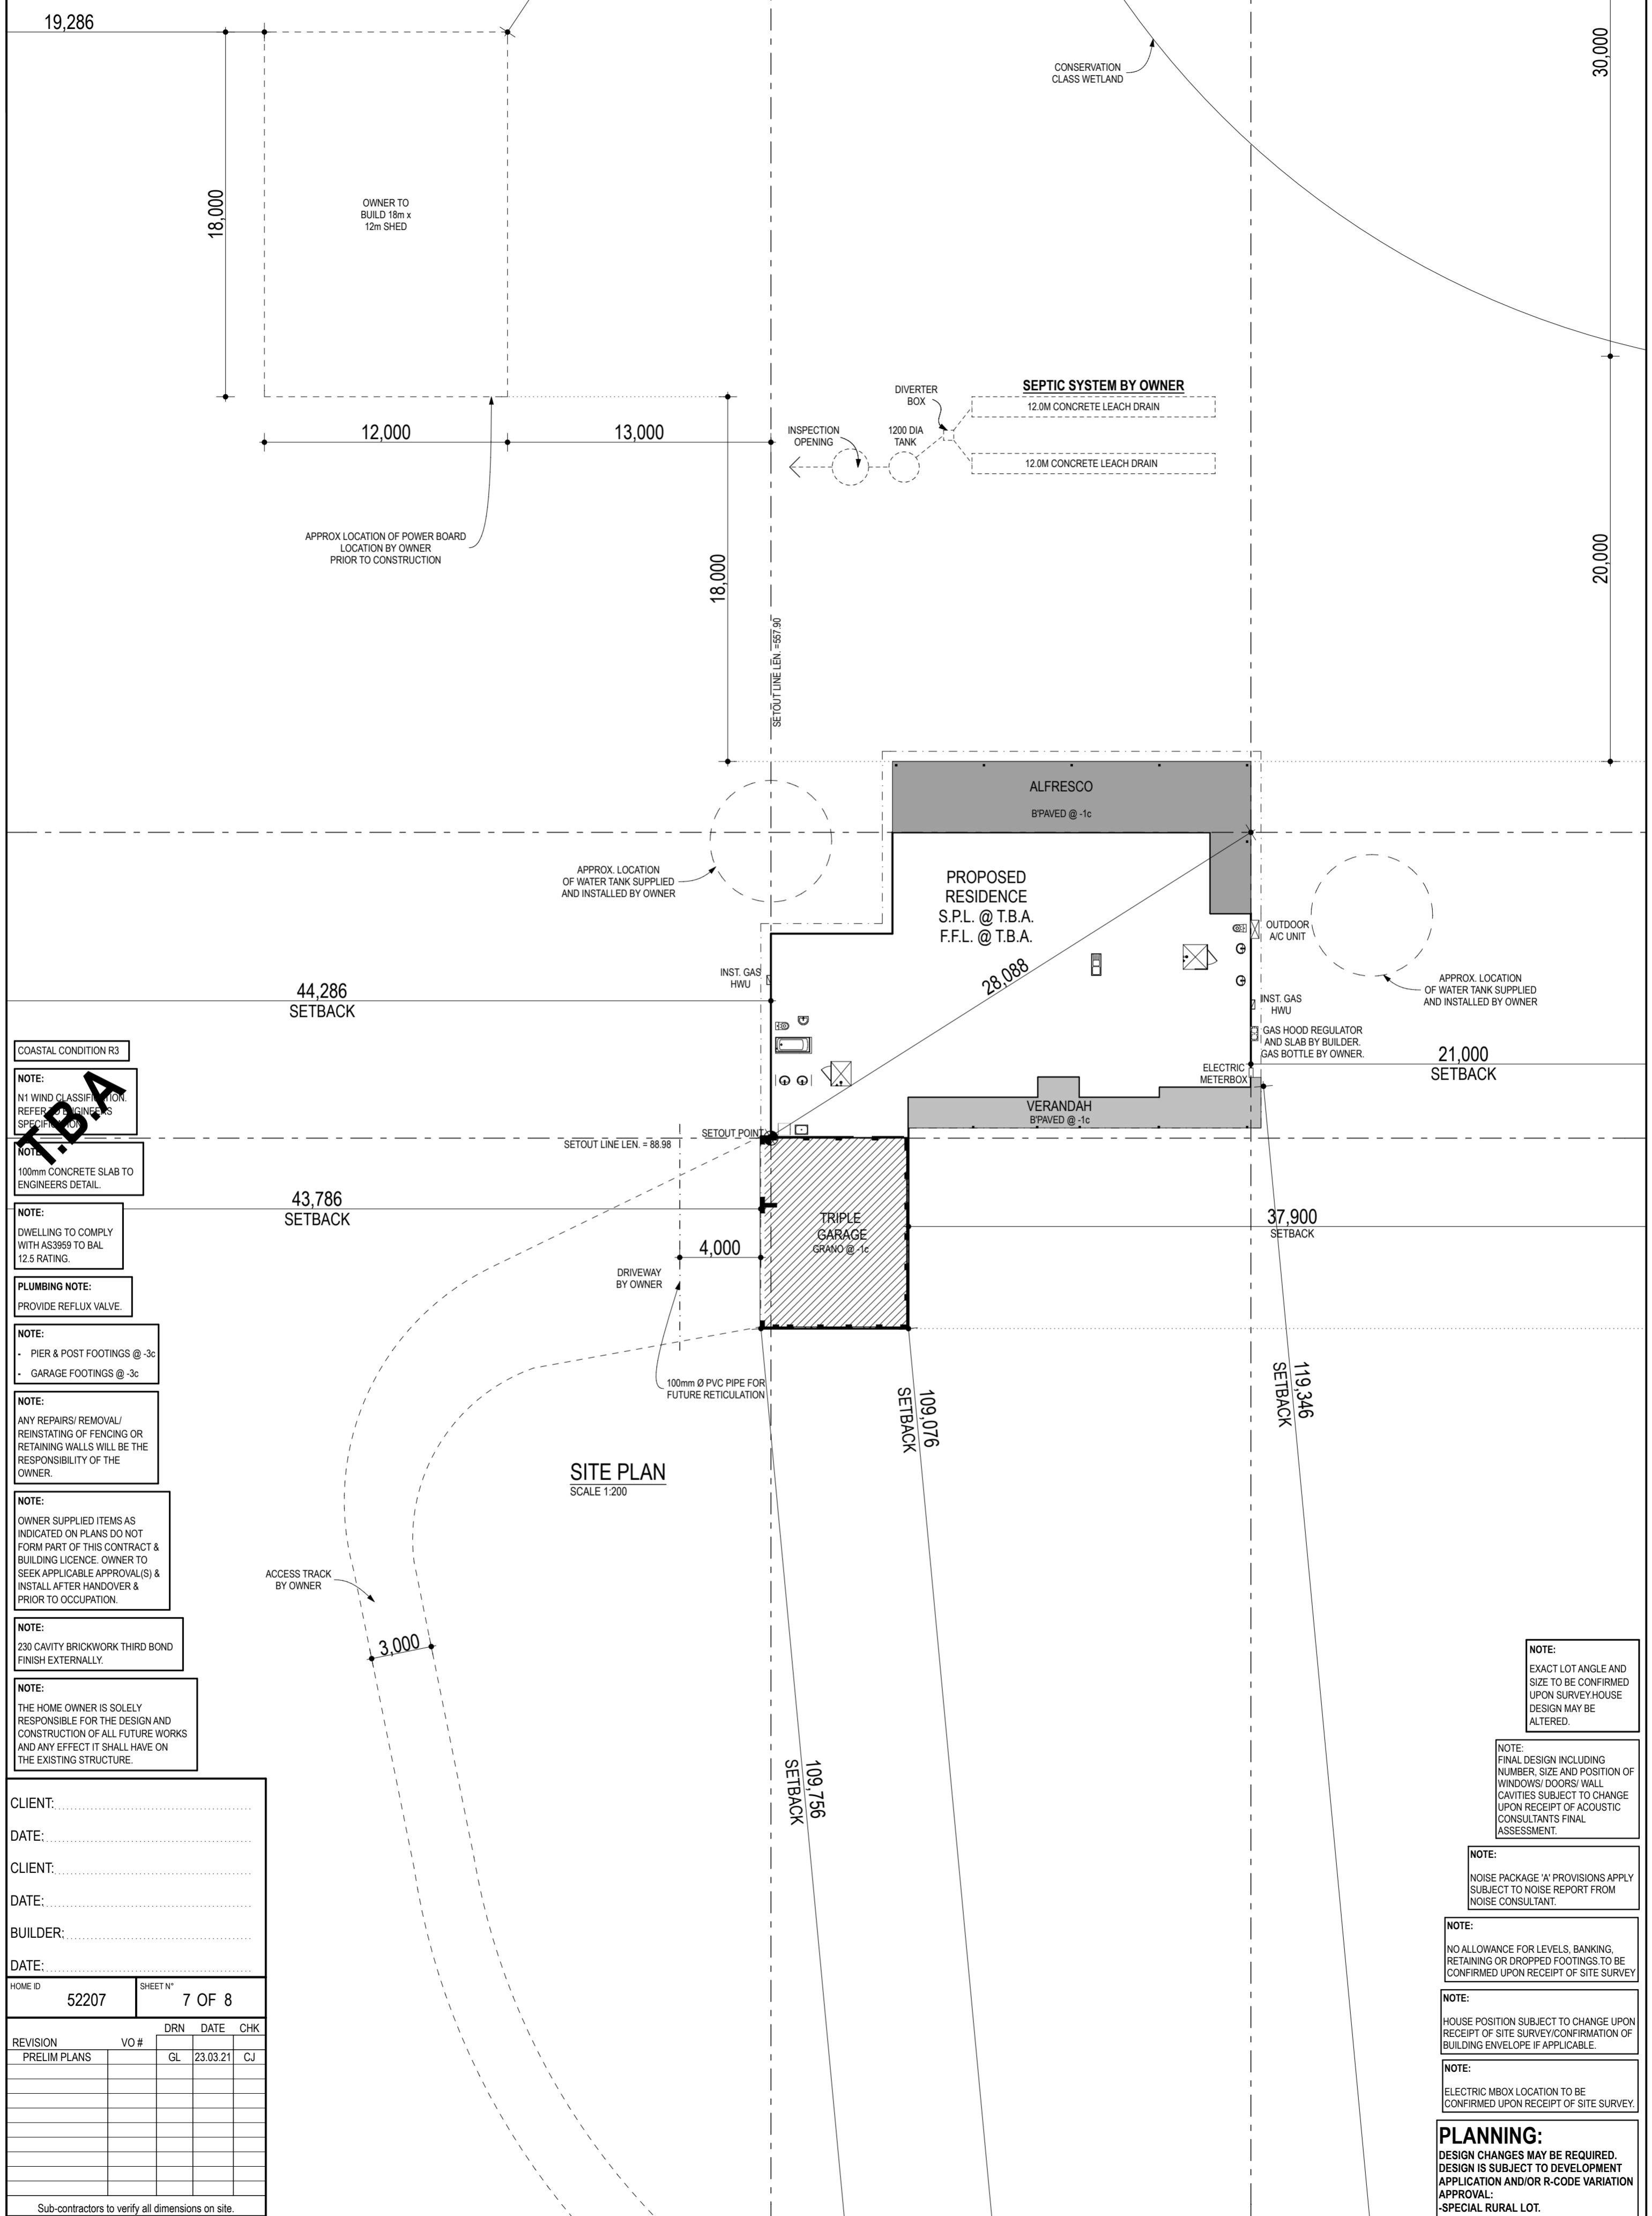 19,286
30,000
CONSERVATION
CLASS WETLAND
18,000
OWNER TO
BUILD 18m x
12m SHED
12,000
13,000
SEPTIC SYSTEM BY OWNER
DIVERTER
BOX
12.0M CONCRETE LEACH DRAIN
INSPECTION
OPENING
1200 DIA
TANK
12.0M CONCRETE LEACH DRAIN
APPROX LOCATION OF POWER BOARD
LOCATION BY OWNER
PRIOR TO CONSTRUCTION
18,000
20,000
SETOUT LINE LEN. =557.90
ALFRESCO
B'PAVED @ -1c
APPROX. LOCATION
OF WATER TANK SUPPLIED
AND INSTALLED BY OWNER
PROPOSED
RESIDENCE
S.P.L. @ T.B.A.
F.F.L. @ T.B.A.
28,088
OUTDOOR
A/C UNIT
INST. GAS
HWU
APPROX. LOCATION
OF WATER TANK SUPPLIED
AND INSTALLED BY OWNER
44,286
SETBACK
INST. GAS
HWU
GAS HOOD REGULATOR
AND SLAB BY BUILDER.
GAS BOTTLE BY OWNER.
21,000
SETBACK
ELECTRIC
METERBOX
VERANDAH
B'PAVED @ -1c
SETOUT POINT
SETOUT LINE LEN. = 88.98
43,786
SETBACK
TRIPLE
GARAGE
GRANO @ -1c
37,900
SETBACK
4,000
DRIVEWAY
BY OWNER
100mm Ø PVC PIPE FOR
FUTURE RETICULATION
109,076
SETBACK
119,346
SETBACK
SITE PLAN
SCALE 1:200
ACCESS TRACK
BY OWNER
3,000
109,756
SETBACK
COASTAL CONDITION R3
NOTE:
N1 WIND CLASSIFICATION.
REFER TO ENGINEERS
SPECIFICATION
T.B.A
NOTE
100mm CONCRETE SLAB TO
ENGINEERS DETAIL.
NOTE:
DWELLING TO COMPLY
WITH AS3959 TO BAL
12.5 RATING.
PLUMBING NOTE:
PROVIDE REFLUX VALVE.
NOTE:
- PIER & POST FOOTINGS @ -3c
- GARAGE FOOTINGS @ -3c
NOTE:
ANY REPAIRS/ REMOVAL/
REINSTATING OF FENCING OR
RETAINING WALLS WILL BE THE
RESPONSIBILITY OF THE
OWNER.
NOTE:
OWNER SUPPLIED ITEMS AS
INDICATED ON PLANS DO NOT
FORM PART OF THIS CONTRACT &
BUILDING LICENCE. OWNER TO
SEEK APPLICABLE APPROVAL(S) &
INSTALL AFTER HANDOVER &
PRIOR TO OCCUPATION.
NOTE:
230 CAVITY BRICKWORK THIRD BOND
FINISH EXTERNALLY.
NOTE:
THE HOME OWNER IS SOLELY
RESPONSIBLE FOR THE DESIGN AND
CONSTRUCTION OF ALL FUTURE WORKS
AND ANY EFFECT IT SHALL HAVE ON
THE EXISTING STRUCTURE.
CLIENT:
DATE:
CLIENT:
DATE:
BUILDER:
DATE:
HOME ID 52207 SHEET N° 7 OF 8
REVISION VO # DRN DATE CHK
PRELIM PLANS GL 23.03.21 CJ
Sub-contractors to verify all dimensions on site.
NOTE:
EXACT LOT ANGLE AND
SIZE TO BE CONFIRMED
UPON SURVEY.HOUSE
DESIGN MAY BE
ALTERED.
NOTE:
FINAL DESIGN INCLUDING
NUMBER, SIZE AND POSITION OF
WINDOWS/ DOORS/ WALL
CAVITIES SUBJECT TO CHANGE
UPON RECEIPT OF ACOUSTIC
CONSULTANTS FINAL
ASSESSMENT.
NOTE:
NOISE PACKAGE 'A' PROVISIONS APPLY
SUBJECT TO NOISE REPORT FROM
NOISE CONSULTANT.
NOTE:
NO ALLOWANCE FOR LEVELS, BANKING,
RETAINING OR DROPPED FOOTINGS.TO BE
CONFIRMED UPON RECEIPT OF SITE SURVEY
NOTE:
HOUSE POSITION SUBJECT TO CHANGE UPON
RECEIPT OF SITE SURVEY/CONFIRMATION OF
BUILDING ENVELOPE IF APPLICABLE.
NOTE:
ELECTRIC MBOX LOCATION TO BE
CONFIRMED UPON RECEIPT OF SITE SURVEY.
PLANNING:
DESIGN CHANGES MAY BE REQUIRED.
DESIGN IS SUBJECT TO DEVELOPMENT
APPLICATION AND/OR R-CODE VARIATION
APPROVAL:
-SPECIAL RURAL LOT.